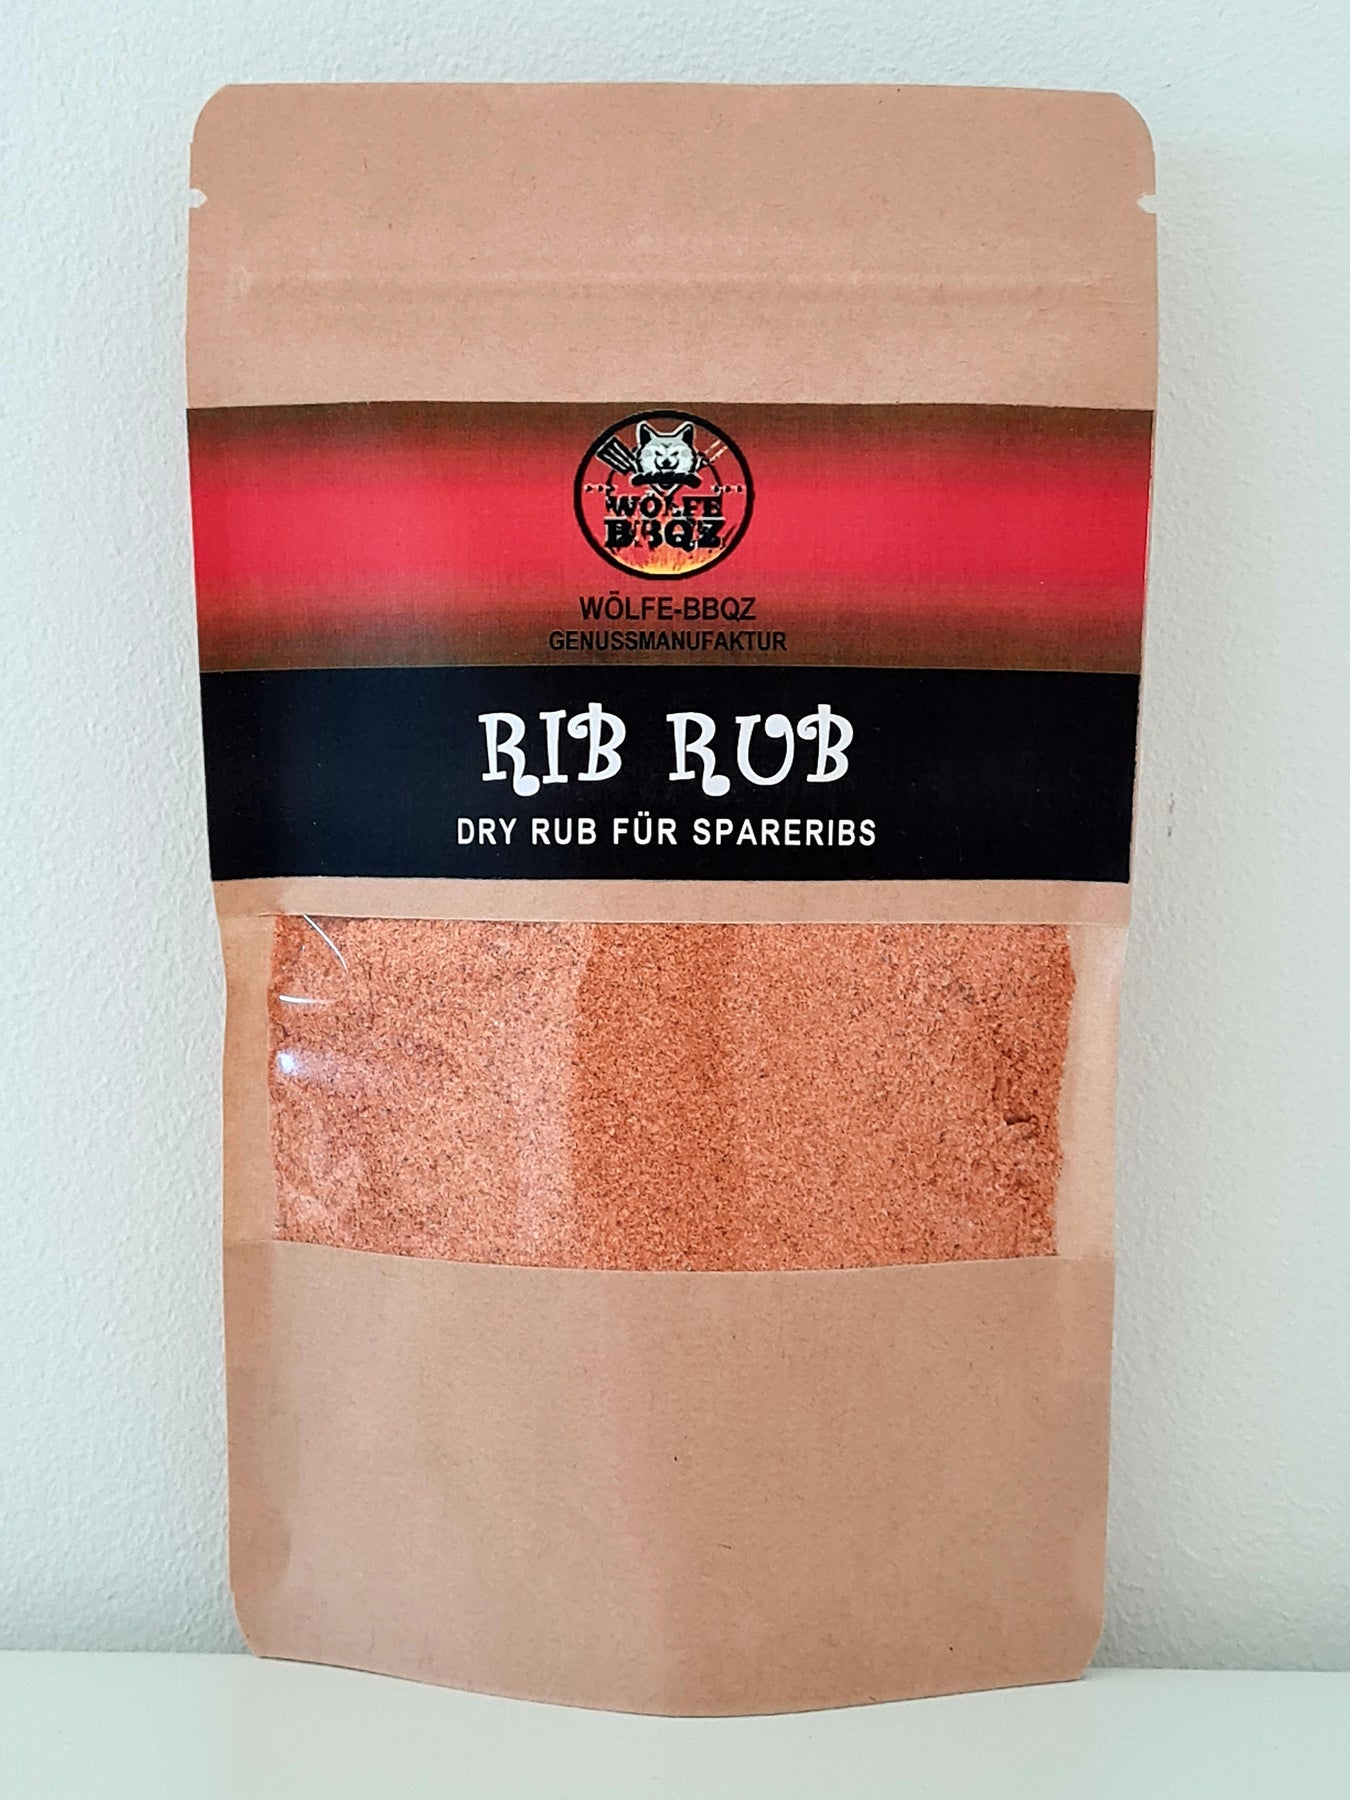 WÖLFE
BBQZ
WÖLFE-BBQZ
GENUSSMANUFAKTUR
RIB RUB
DRY RUB FÜR SPARERIBS